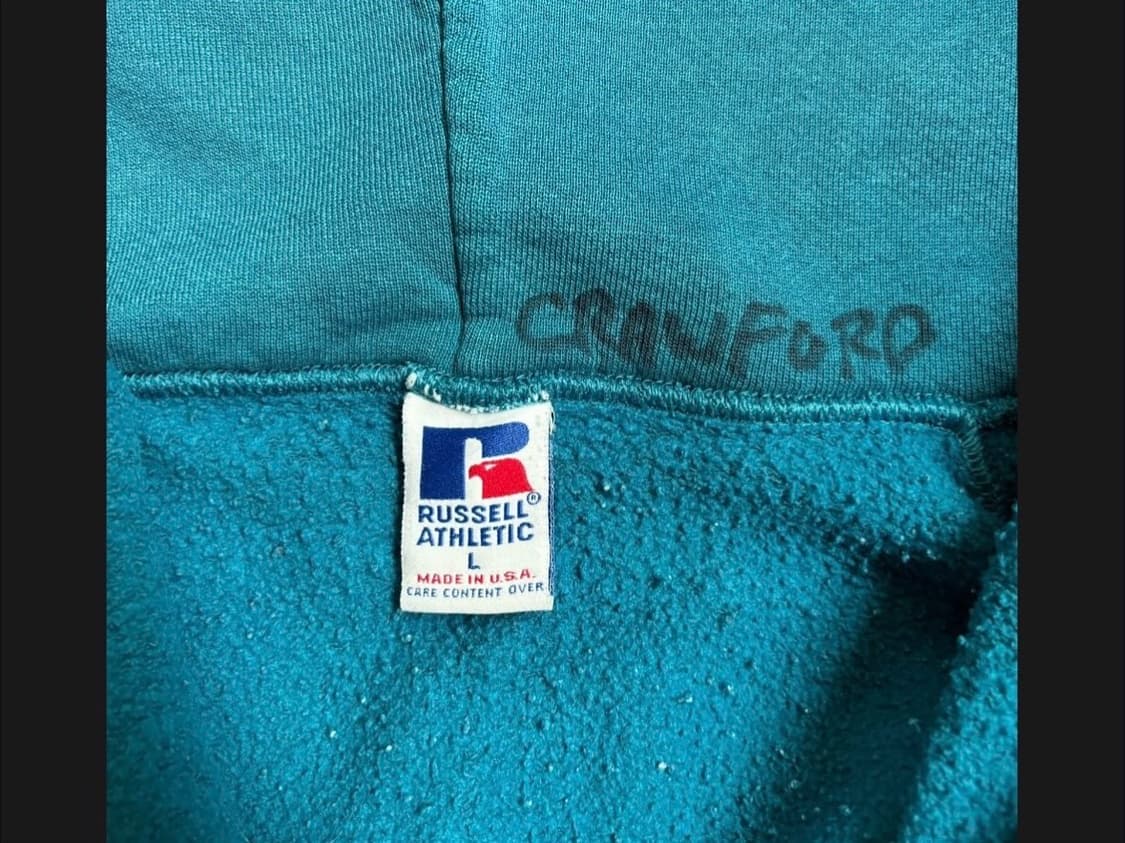 CRAWFORD
RUSSELL®
ATHLETIC
L
MADE IN U.S.A.
CARE CONTENT OVER